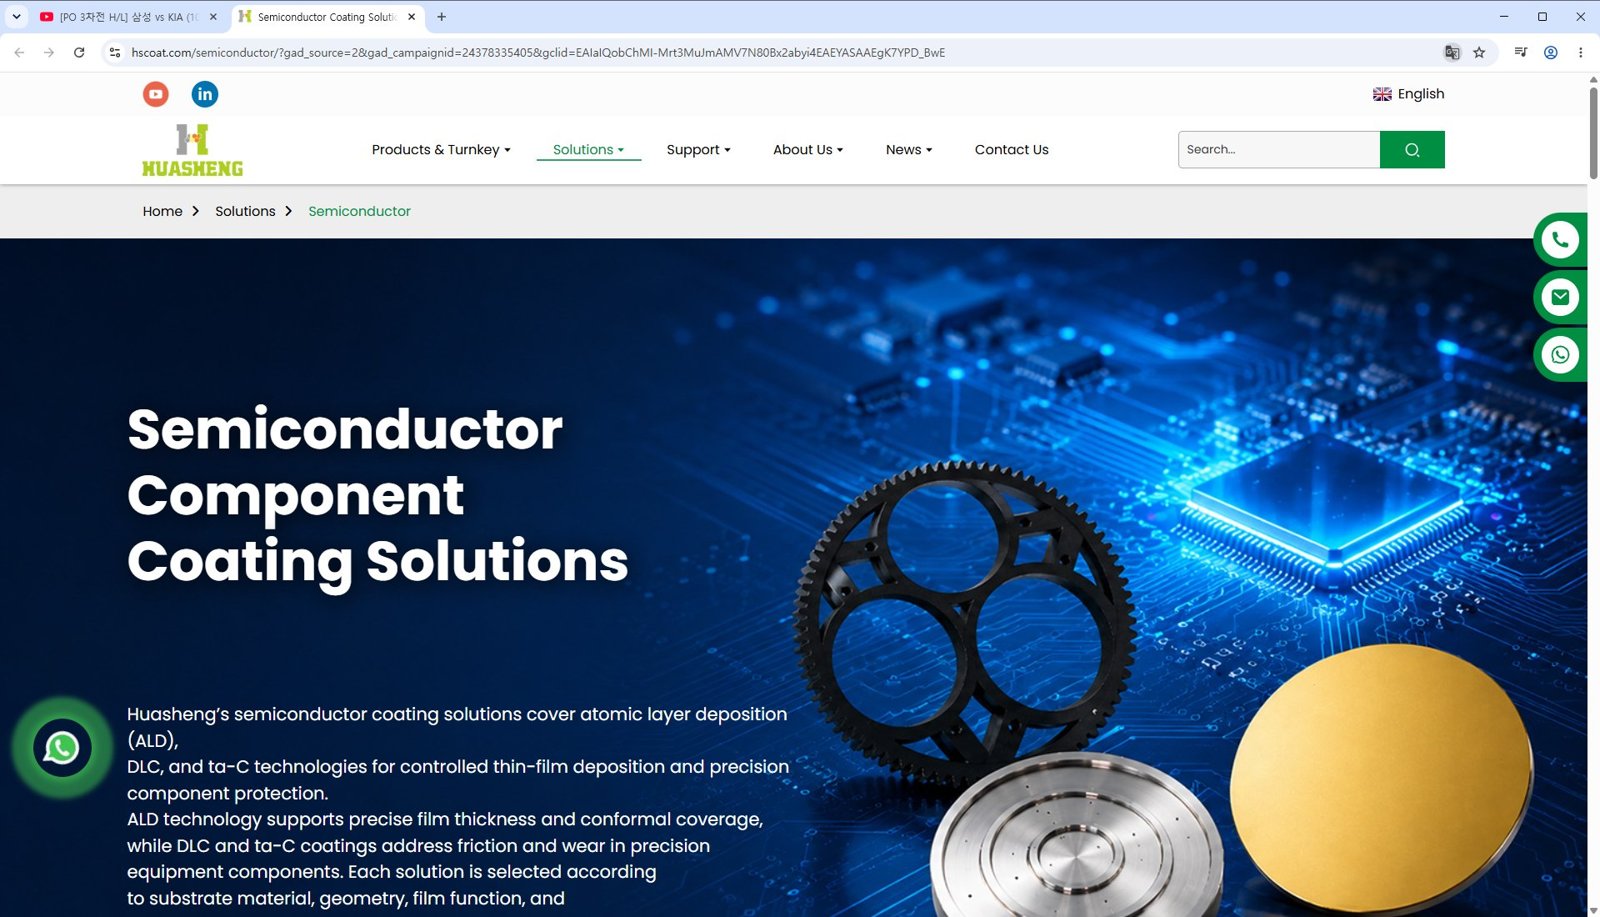 [PO 3차전 H/L] 삼성 vs KIA (10
Semiconductor Coating Soluti
hscoat.com/semiconductor/?gad_source=2&gad_campaignid=24378335405&gclid=EAIaIQobChMI-Mrt3MuJmAMV7N80Bx2abyi4EAEYASAAEgK7YPD_BwE
in
English
HUASHENG
Products & Turnkey
Solutions
Support
About Us
News
Contact Us
Search...
Home
Solutions
Semiconductor
Semiconductor
Component
Coating Solutions
Huasheng’s semiconductor coating solutions cover atomic layer deposition
(ALD),
DLC, and ta-C technologies for controlled thin-film deposition and precision
component protection.
ALD technology supports precise film thickness and conformal coverage,
while DLC and ta-C coatings address friction and wear in precision
equipment components. Each solution is selected according
to substrate material, geometry, film function, and